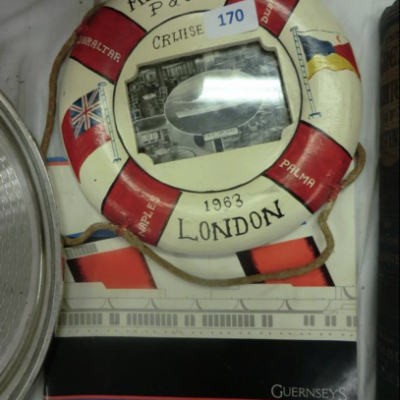 P & O
170
CRUISE
GIBRALTAR
NAPLES
PALMA
1963
LONDON
GUERNSEY'S